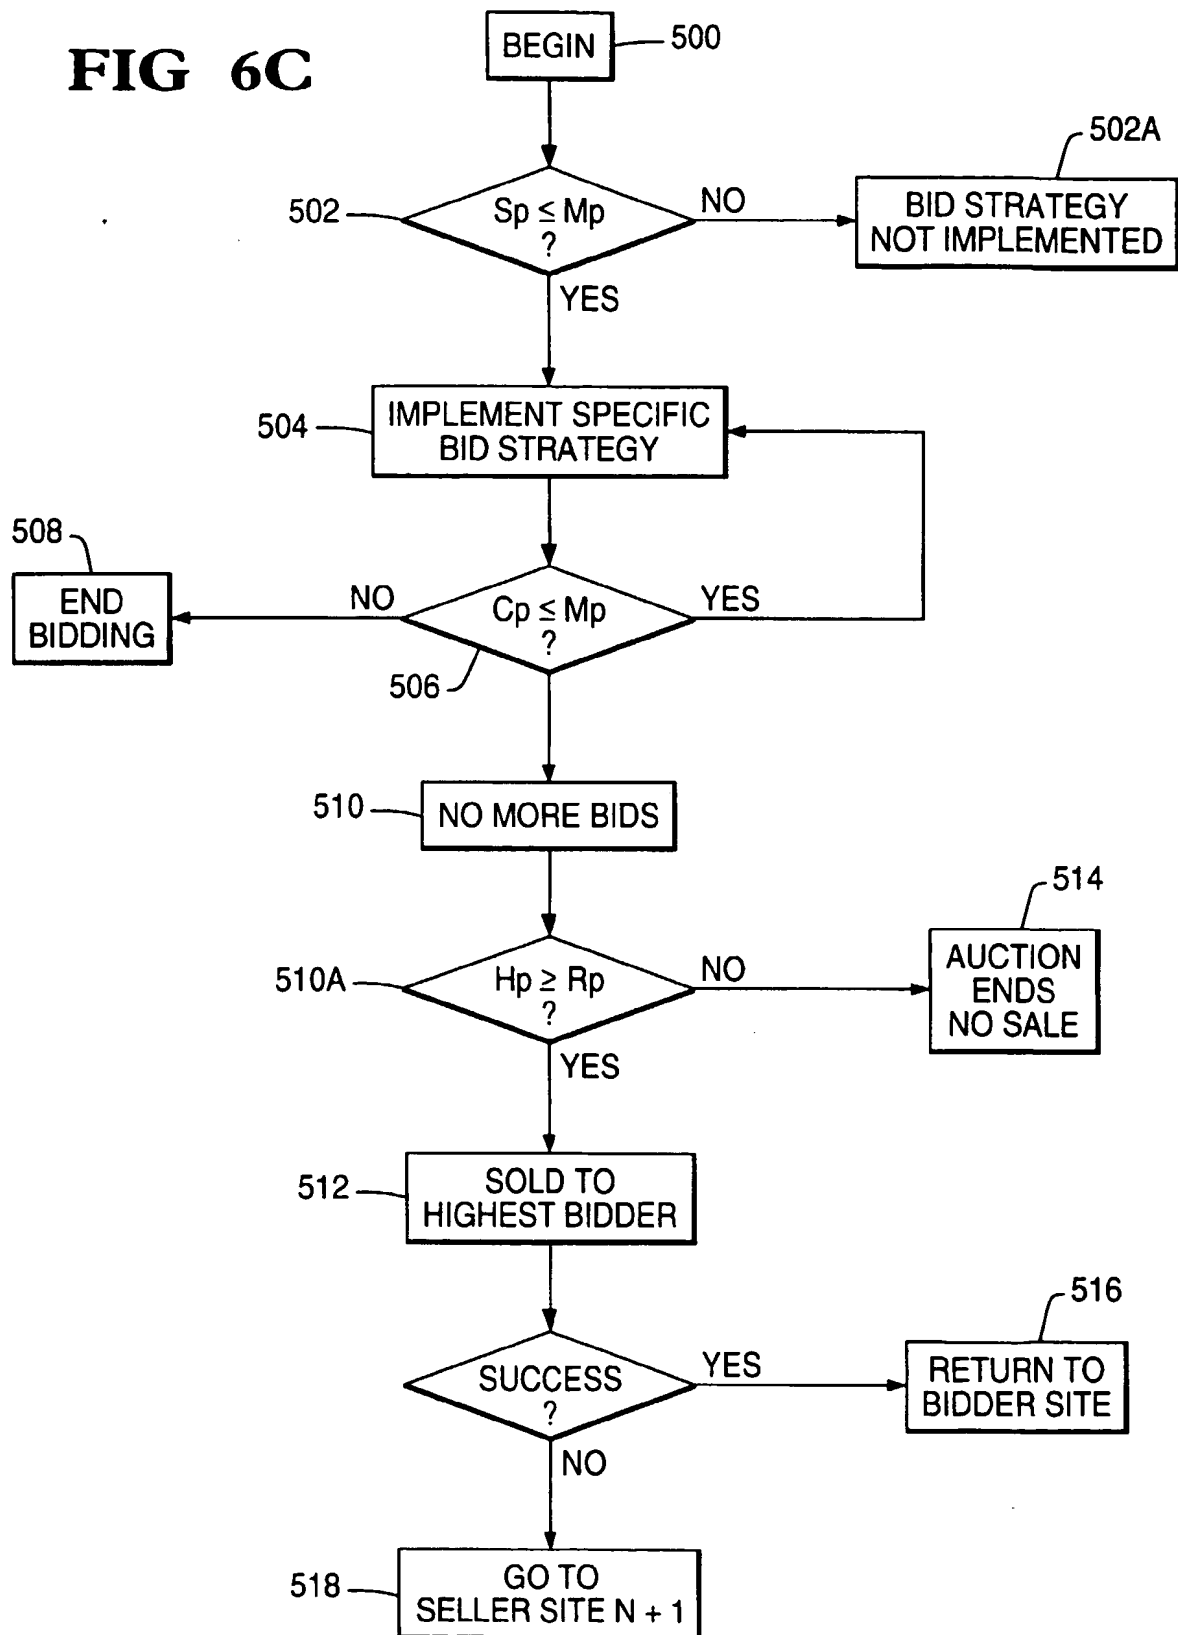 FIG 6C
BEGIN
500
502A
502
Sp ≤ Mp
?
NO
BID STRATEGY
NOT IMPLEMENTED
YES
504
IMPLEMENT SPECIFIC
BID STRATEGY
508
END
BIDDING
NO
Cp ≤ Mp
?
YES
506
510
NO MORE BIDS
514
510A
Hp ≥ Rp
?
NO
AUCTION
ENDS
NO SALE
YES
512
SOLD TO
HIGHEST BIDDER
516
SUCCESS
?
YES
RETURN TO
BIDDER SITE
NO
518
GO TO
SELLER SITE N + 1